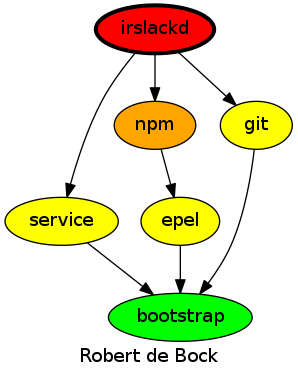 irslackd
npm
git
service
epel
bootstrap
Robert de Bock